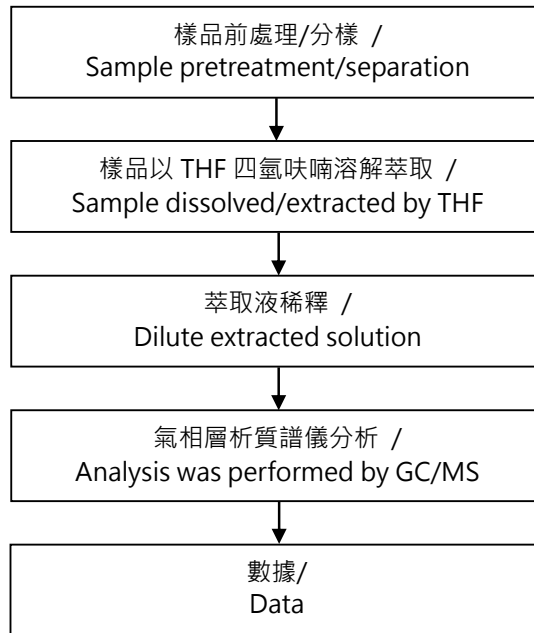 樣品前處理/分樣 /
Sample pretreatment/separation
樣品以 THF 四氫呋喃溶解萃取 /
Sample dissolved/extracted by THF
萃取液稀釋 /
Dilute extracted solution
氣相層析質譜儀分析 /
Analysis was performed by GC/MS
數據/
Data